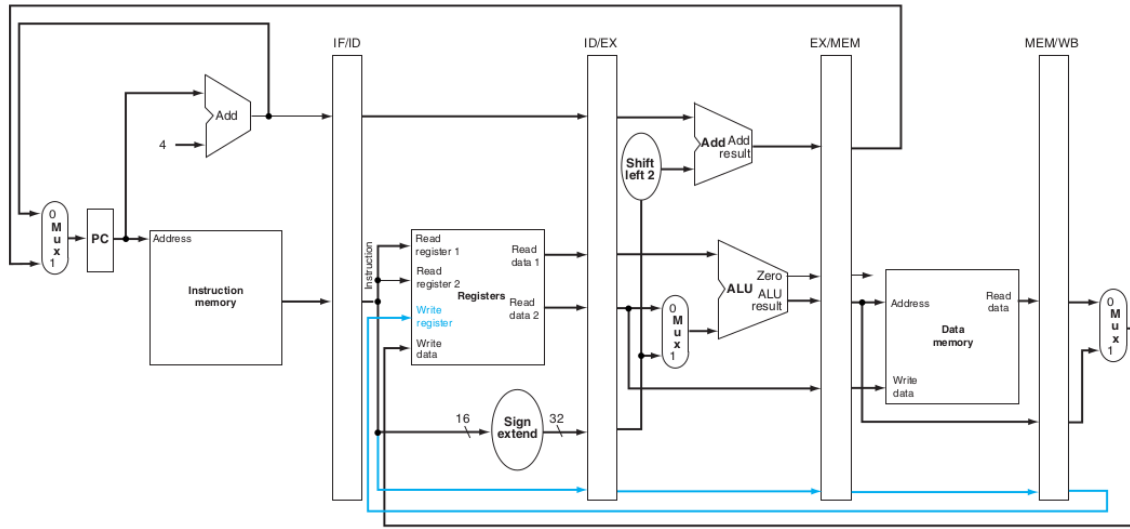 IF/ID
ID/EX
EX/MEM
MEM/WB
Add
4
Add Add
result
Shift
left 2
0
M
u
x
1
PC
Address
Instruction
memory
Instruction
Read
register 1
Read
register 2
Write
register
Write
data
Registers
Read
data 1
Read
data 2
16
Sign
extend
32
0
M
u
x
1
Zero
ALU
ALU
result
Address
Read
data
Data
memory
Write
data
0
M
u
x
1